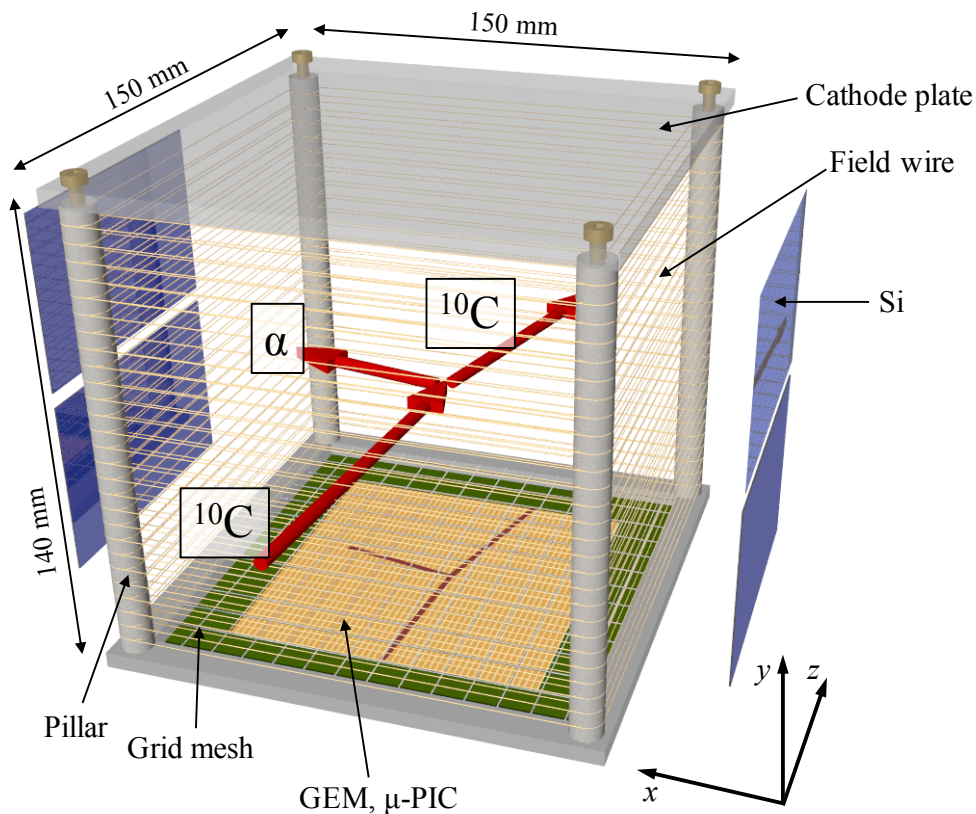 150 mm
150 mm
Cathode plate
Field wire
¹⁰C
Si
α
¹⁰C
140 mm
y
z
Pillar
Grid mesh
x
GEM, μ-PIC